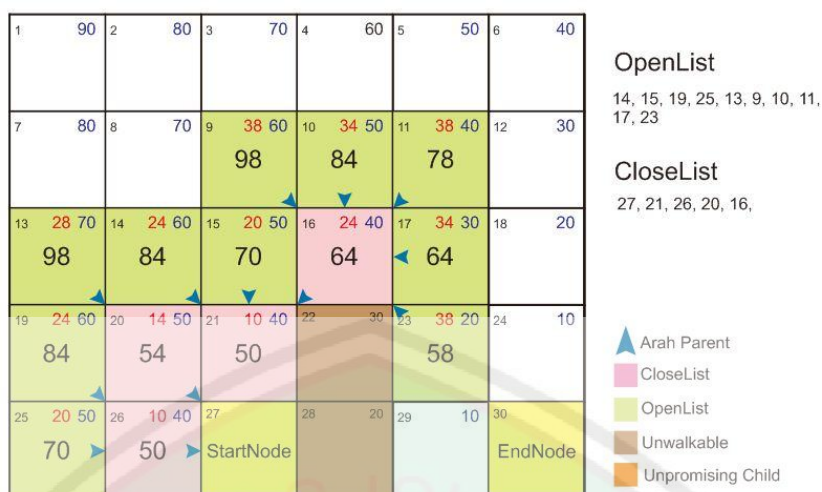 1 90 2 80 3 70 4 60 5 50 6 40
7 80 8 70 9 38 60 10 34 50 11 38 40 12 30
98 84 78
13 28 70 14 24 60 15 20 50 16 24 40 17 34 30 18 20
98 84 70 64 64
19 24 60 20 14 50 21 10 40 22 30 23 38 20 24 10
84 54 50 58
25 20 50 26 10 40 27 28 20 29 10 30
70 50 StartNode EndNode
OpenList
14, 15, 19, 25, 13, 9, 10, 11,
17, 23
CloseList
27, 21, 26, 20, 16,
Arah Parent
CloseList
OpenList
Unwalkable
Unpromising Child